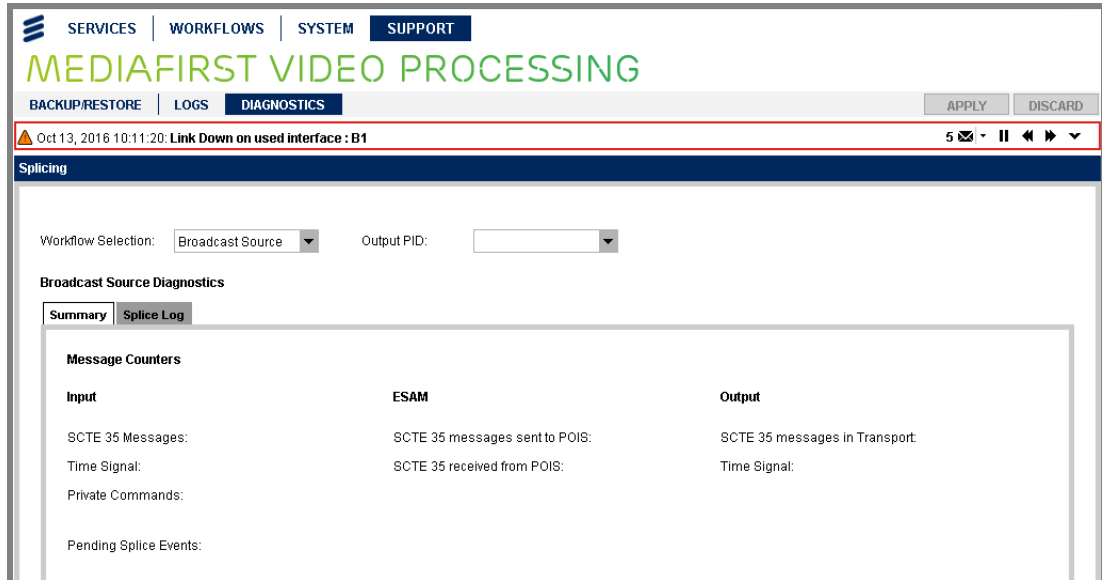 SERVICES WORKFLOWS SYSTEM SUPPORT
MEDIAFIRST VIDEO PROCESSING
BACKUP/RESTORE LOGS DIAGNOSTICS APPLY DISCARD
Oct 13, 2016 10:11:20: Link Down on used interface : B1 5
Splicing
Workflow Selection: Broadcast Source Output PID:
Broadcast Source Diagnostics
Summary Splice Log
Message Counters
Input ESAM Output
SCTE 35 Messages: SCTE 35 messages sent to POIS: SCTE 35 messages in Transport:
Time Signal: SCTE 35 received from POIS: Time Signal:
Private Commands:
Pending Splice Events: